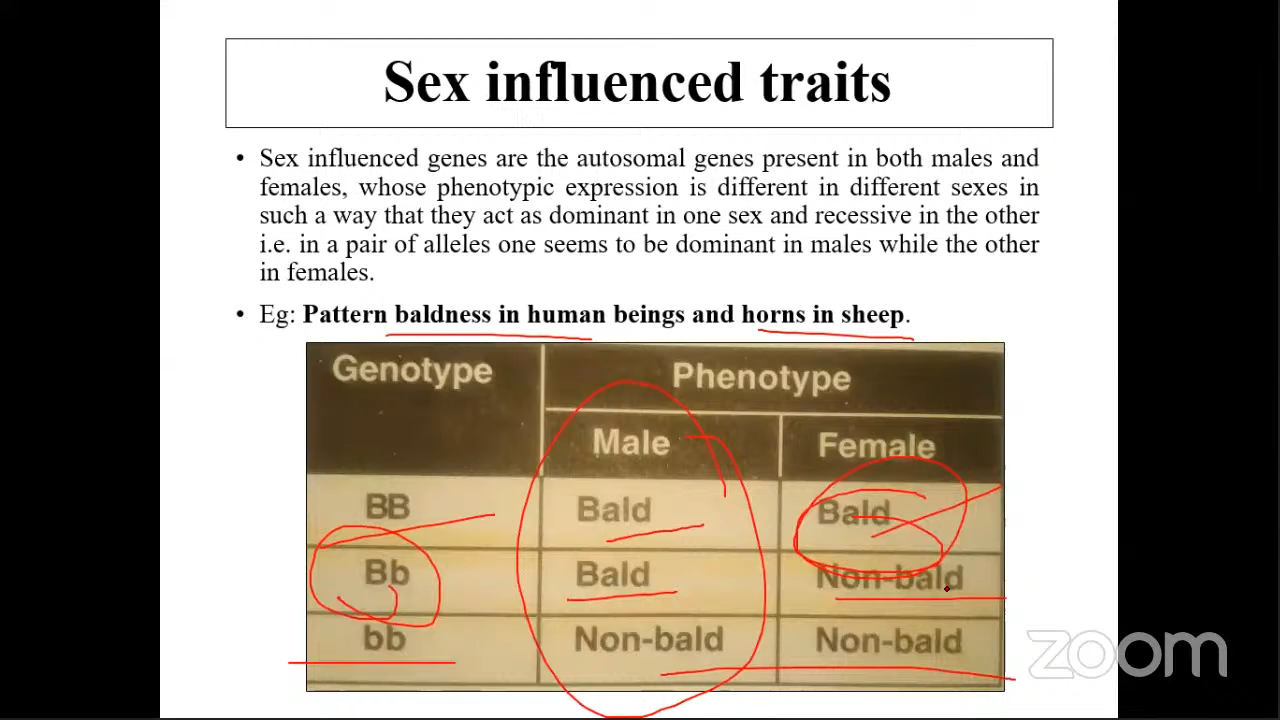 Sex influenced traits
• Sex influenced genes are the autosomal genes present in both males and
females, whose phenotypic expression is different in different sexes in
such a way that they act as dominant in one sex and recessive in the other
i.e. in a pair of alleles one seems to be dominant in males while the other
in females.
• Eg: Pattern baldness in human beings and horns in sheep.
Genotype Phenotype
Male Female
BB Bald Bald
Bb Bald Non-bald
bb Non-bald Non-bald
zoom